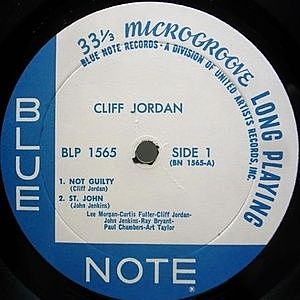 33⅓ MICROGROOVE LONG PLAYING
BLUE NOTE RECORDS - A DIVISION OF UNITED ARTISTS RECORDS, INC.
CLIFF JORDAN
BLP 1565 SIDE 1
(BN 1565-A)
1. NOT GUILTY
(Cliff Jordan)
2. ST. JOHN
(John Jenkins)
Lee Morgan-Curtis Fuller-Cliff Jordan-
John Jenkins-Ray Bryant-
Paul Chambers-Art Taylor
BLUE
NOTE